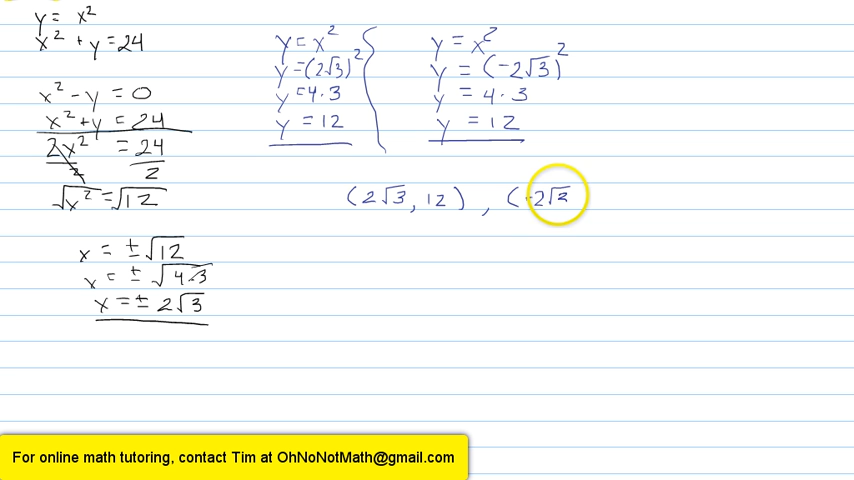 y = x²
x² + y = 24
x² - y = 0
x² + y = 24
2x² = 24
2 2
√x² = √12
x = ± √12
x = ± √4·3
x = ± 2√3
y = x²
y = (2√3)²
y = 4·3
y = 12
y = x²
y = (-2√3)²
y = 4·3
y = 12
(2√3, 12) , (-2√3
For online math tutoring, contact Tim at OhNoNotMath@gmail.com